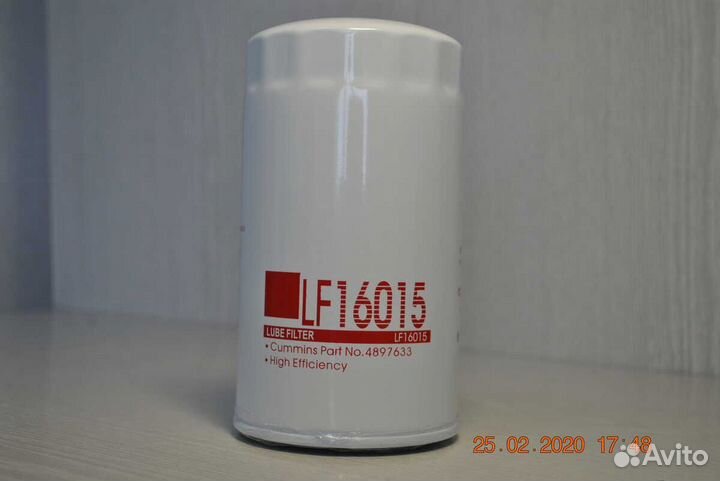 LF16015
LUBE FILTER LF16015
• Cummins Part No.4897633
• High Efficiency
25.02.2020 17:48
Avito